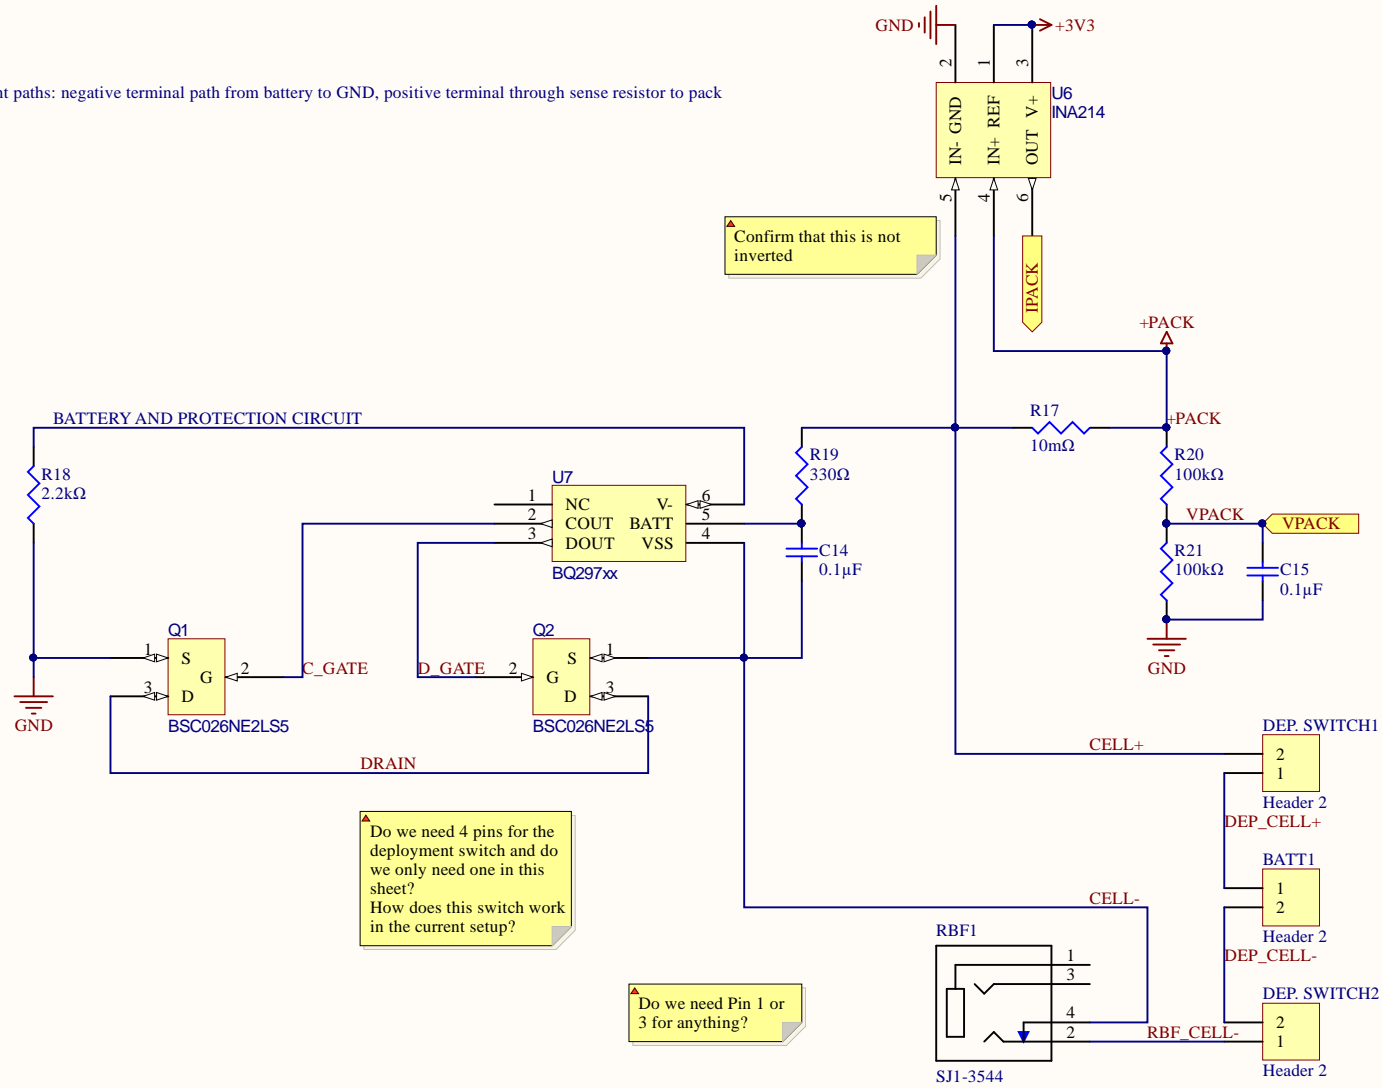 GND
+3V3
2
1
3
paths: negative terminal path from battery to GND, positive terminal through sense resistor to pack
U6
INA214
IN- GND
IN+ REF
OUT V+
5
4
6
Confirm that this is not
inverted
IPACK
+PACK
BATTERY AND PROTECTION CIRCUIT
R17
10mΩ
+PACK
R18
2.2kΩ
R19
330Ω
R20
100kΩ
U7
1 NC V- 6
2 COUT BATT 5
3 DOUT VSS 4
BQ297xx
VPACK
VPACK
C14
0.1µF
R21
100kΩ
C15
0.1µF
GND
Q1
1 S
G 2
3 D
BSC026NE2LS5
C_GATE
D_GATE
Q2
S 1
2 G
D 3
BSC026NE2LS5
GND
DRAIN
CELL+
DEP. SWITCH1
2
1
Header 2
DEP_CELL+
Do we need 4 pins for the
deployment switch and do
we only need one in this
sheet?
How does this switch work
in the current setup?
BATT1
1
2
Header 2
DEP_CELL-
CELL-
RBF1
1
3
4
2
SJ1-3544
Do we need Pin 1 or
3 for anything?
RBF_CELL-
DEP. SWITCH2
2
1
Header 2